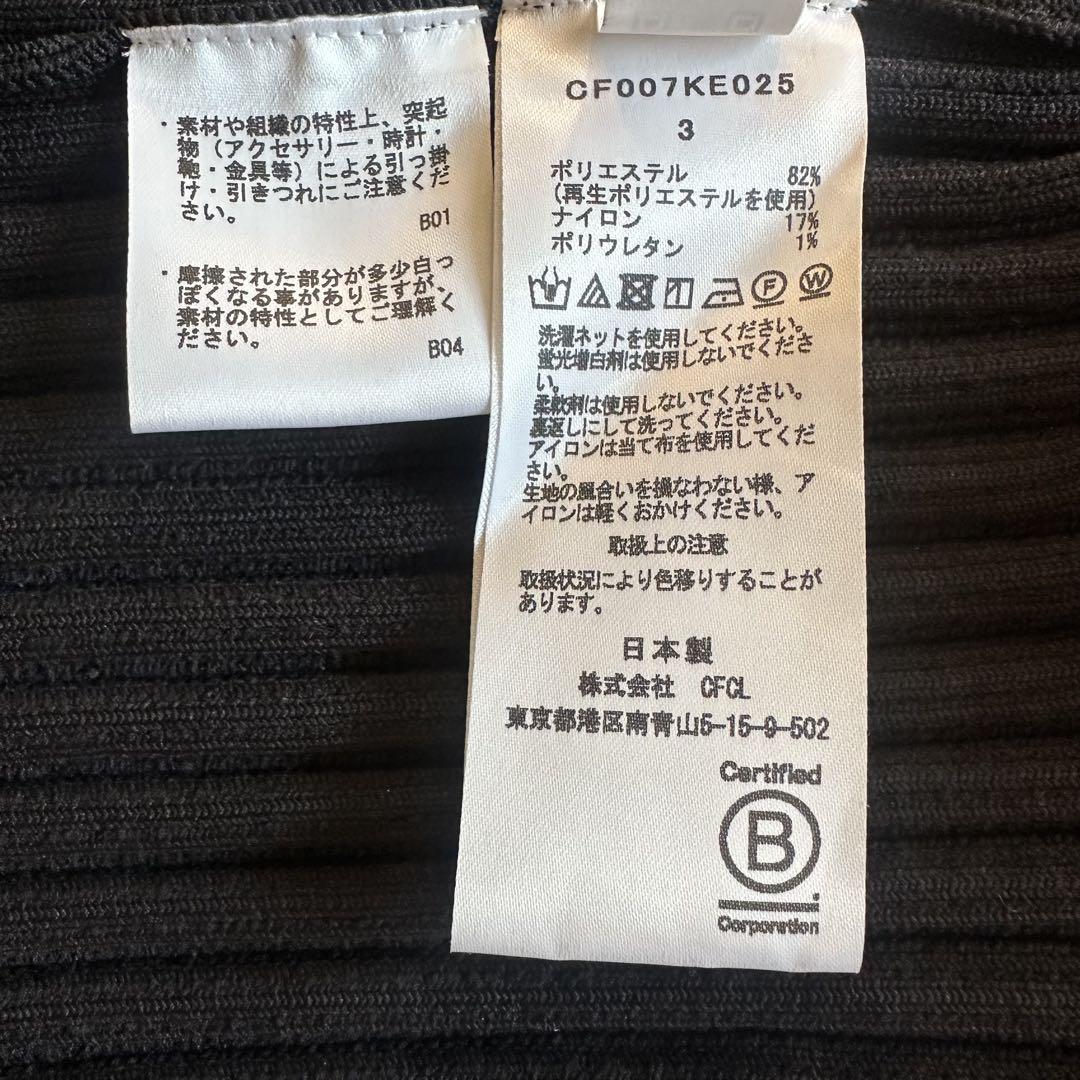 ・素材や組織の特性上、突起
物（アクセサリー・時計・
鞄・金具等）による引っ掛
け・引きつれにご注意くだ
さい。
B01
・摩擦された部分が多少白っ
ぽくなる事がありますが、
素材の特性としてご理解く
ださい。
B04
CF007KE025
3
ポリエステル 82%
（再生ポリエステルを使用）
ナイロン 17%
ポリウレタン 1%
F W
洗濯ネットを使用してください。
蛍光増白剤は使用しないでくださ
い。
柔軟剤は使用しないでください。
裏返しにして洗ってください。
アイロンは当て布を使用してくだ
さい。
生地の風合いを損なわない様、ア
イロンは軽くおかけください。
取扱上の注意
取扱状況により色移りすることが
あります。
日本製
株式会社 CFCL
東京都港区南青山5-15-9-502
Certified
B
Corporation